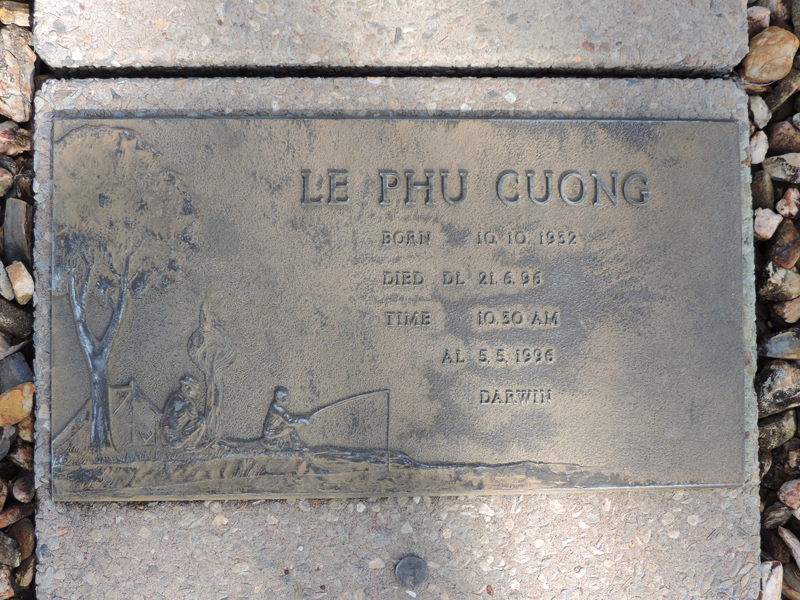 LE PHU CUONG
BORN 10. 10. 1932
DIED DL 21. 6. 96
TIME 10.30 AM
AL 5. 5. 1996
DARWIN